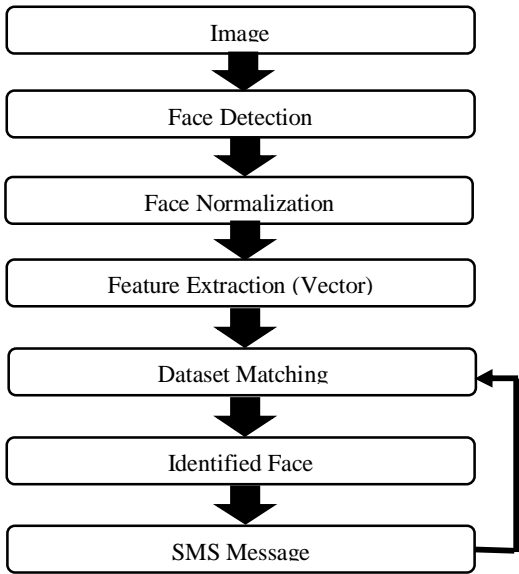 Image
Face Detection
Face Normalization
Feature Extraction (Vector)
Dataset Matching
Identified Face
SMS Message